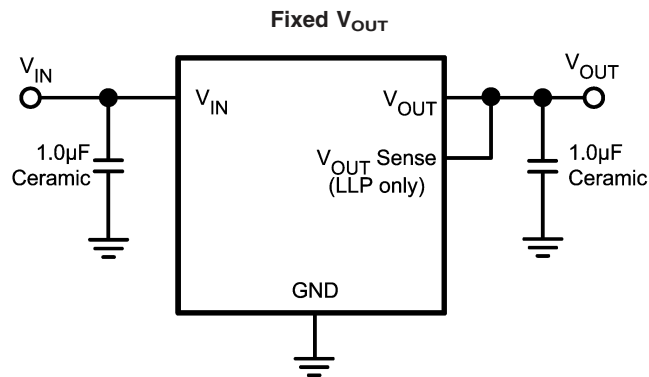 Fixed VOUT
VIN
VOUT
VIN
VOUT
1.0µF
Ceramic
VOUT Sense
(LLP only)
1.0µF
Ceramic
GND